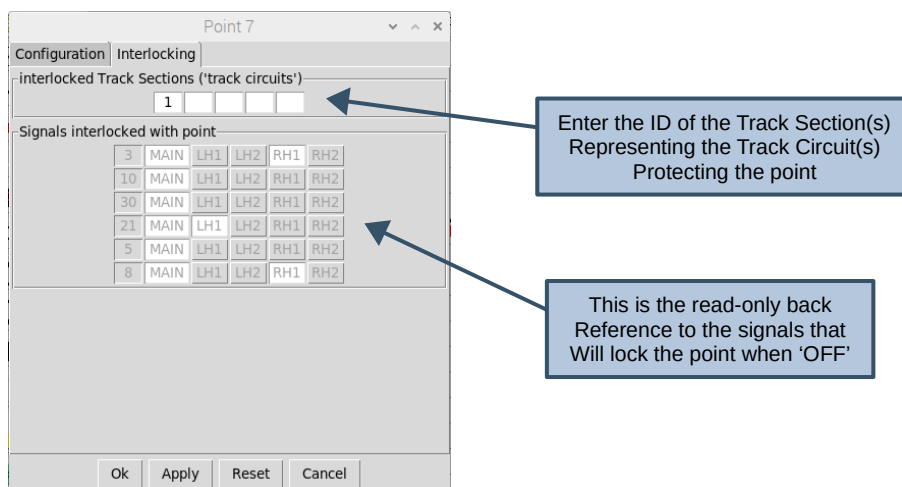 Point 7
Configuration Interlocking
interlocked Track Sections ('track circuits')
1
Signals interlocked with point
3 MAIN LH1 LH2 RH1 RH2
10 MAIN LH1 LH2 RH1 RH2
30 MAIN LH1 LH2 RH1 RH2
21 MAIN LH1 LH2 RH1 RH2
5 MAIN LH1 LH2 RH1 RH2
8 MAIN LH1 LH2 RH1 RH2
Ok Apply Reset Cancel
Enter the ID of the Track Section(s)
Representing the Track Circuit(s)
Protecting the point
This is the read-only back
Reference to the signals that
Will lock the point when ‘OFF’